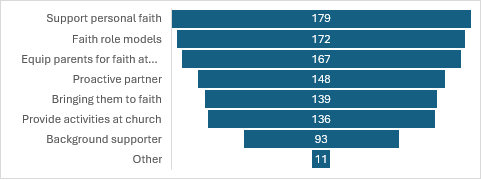 Support personal faith 179
Faith role models 172
Equip parents for faith at... 167
Proactive partner 148
Bringing them to faith 139
Provide activities at church 136
Background supporter 93
Other 11